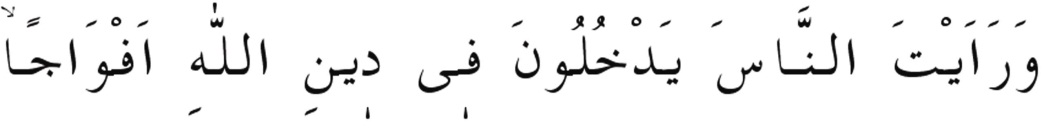 وَرَاَيْتَ النَّاسَ يَدْخُلُونَ فٖى دٖينِ اللّٰهِ اَفْوَاجًاۙ